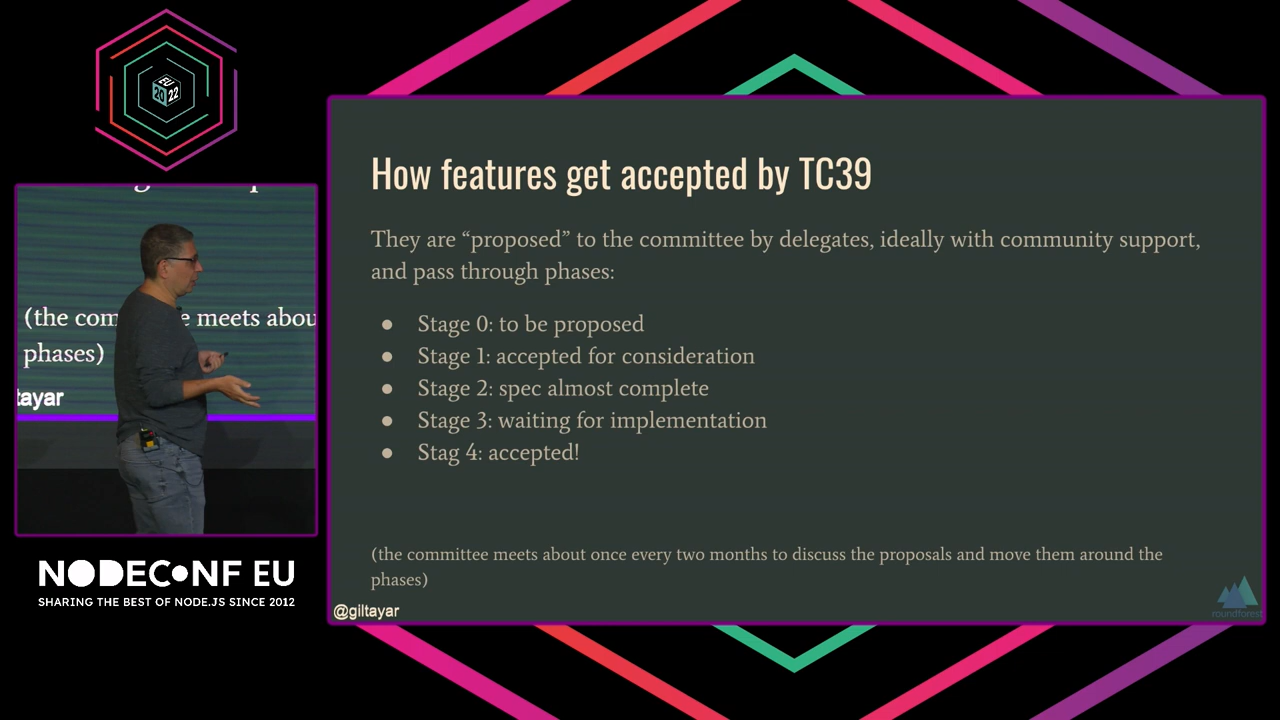 EU
20
22
(the com
e meets abou
phases)
tayar
NODECONF EU
SHARING THE BEST OF NODE.JS SINCE 2012
How features get accepted by TC39
They are “proposed” to the committee by delegates, ideally with community support,
and pass through phases:
● Stage 0: to be proposed
● Stage 1: accepted for consideration
● Stage 2: spec almost complete
● Stage 3: waiting for implementation
● Stag 4: accepted!
(the committee meets about once every two months to discuss the proposals and move them around the
phases)
@giltayar
roundforest